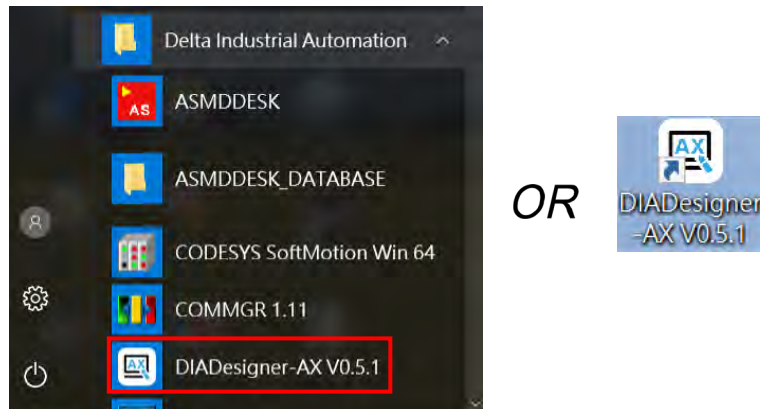 Delta Industrial Automation
AS
ASMDDESK
ASMDDESK_DATABASE
CODESYS SoftMotion Win 64
COMMGR 1.11
AX
DIADesigner-AX V0.5.1
OR
AX
DIADesigner
-AX V0.5.1